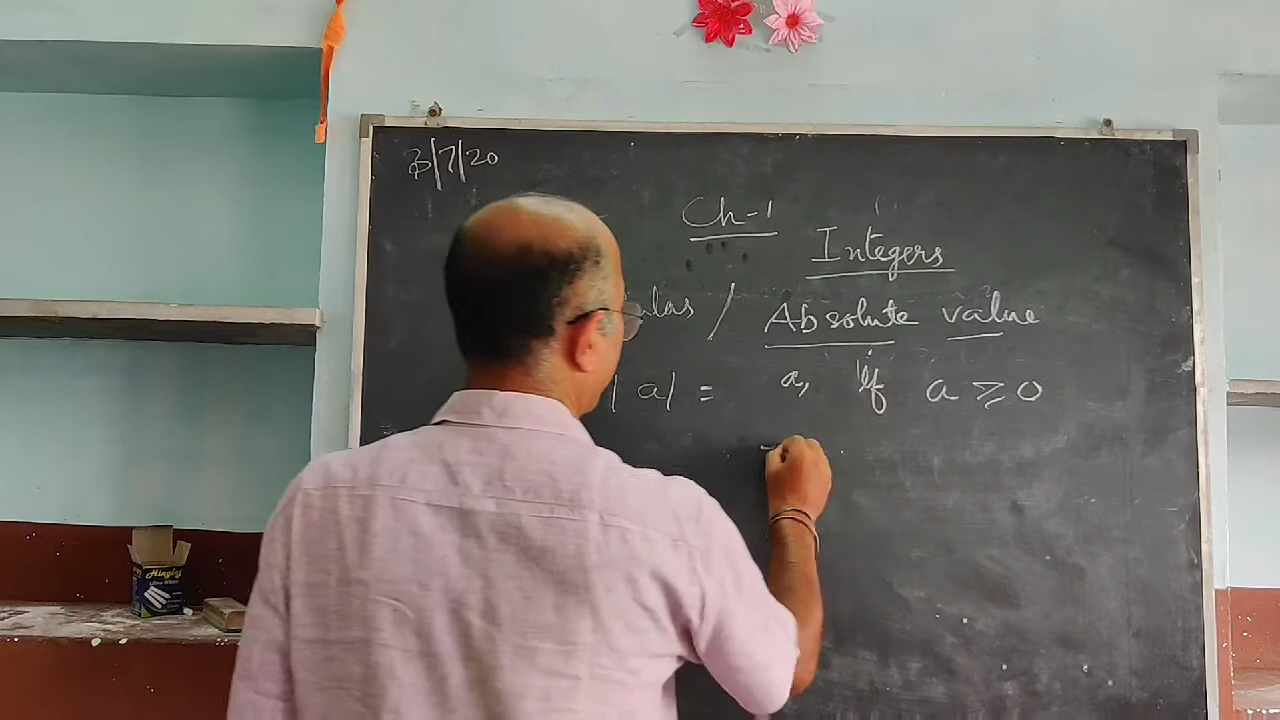 3/7/20
Ch-1
Integers
/ Absolute value
|a| = a, if a ⩾ 0
-